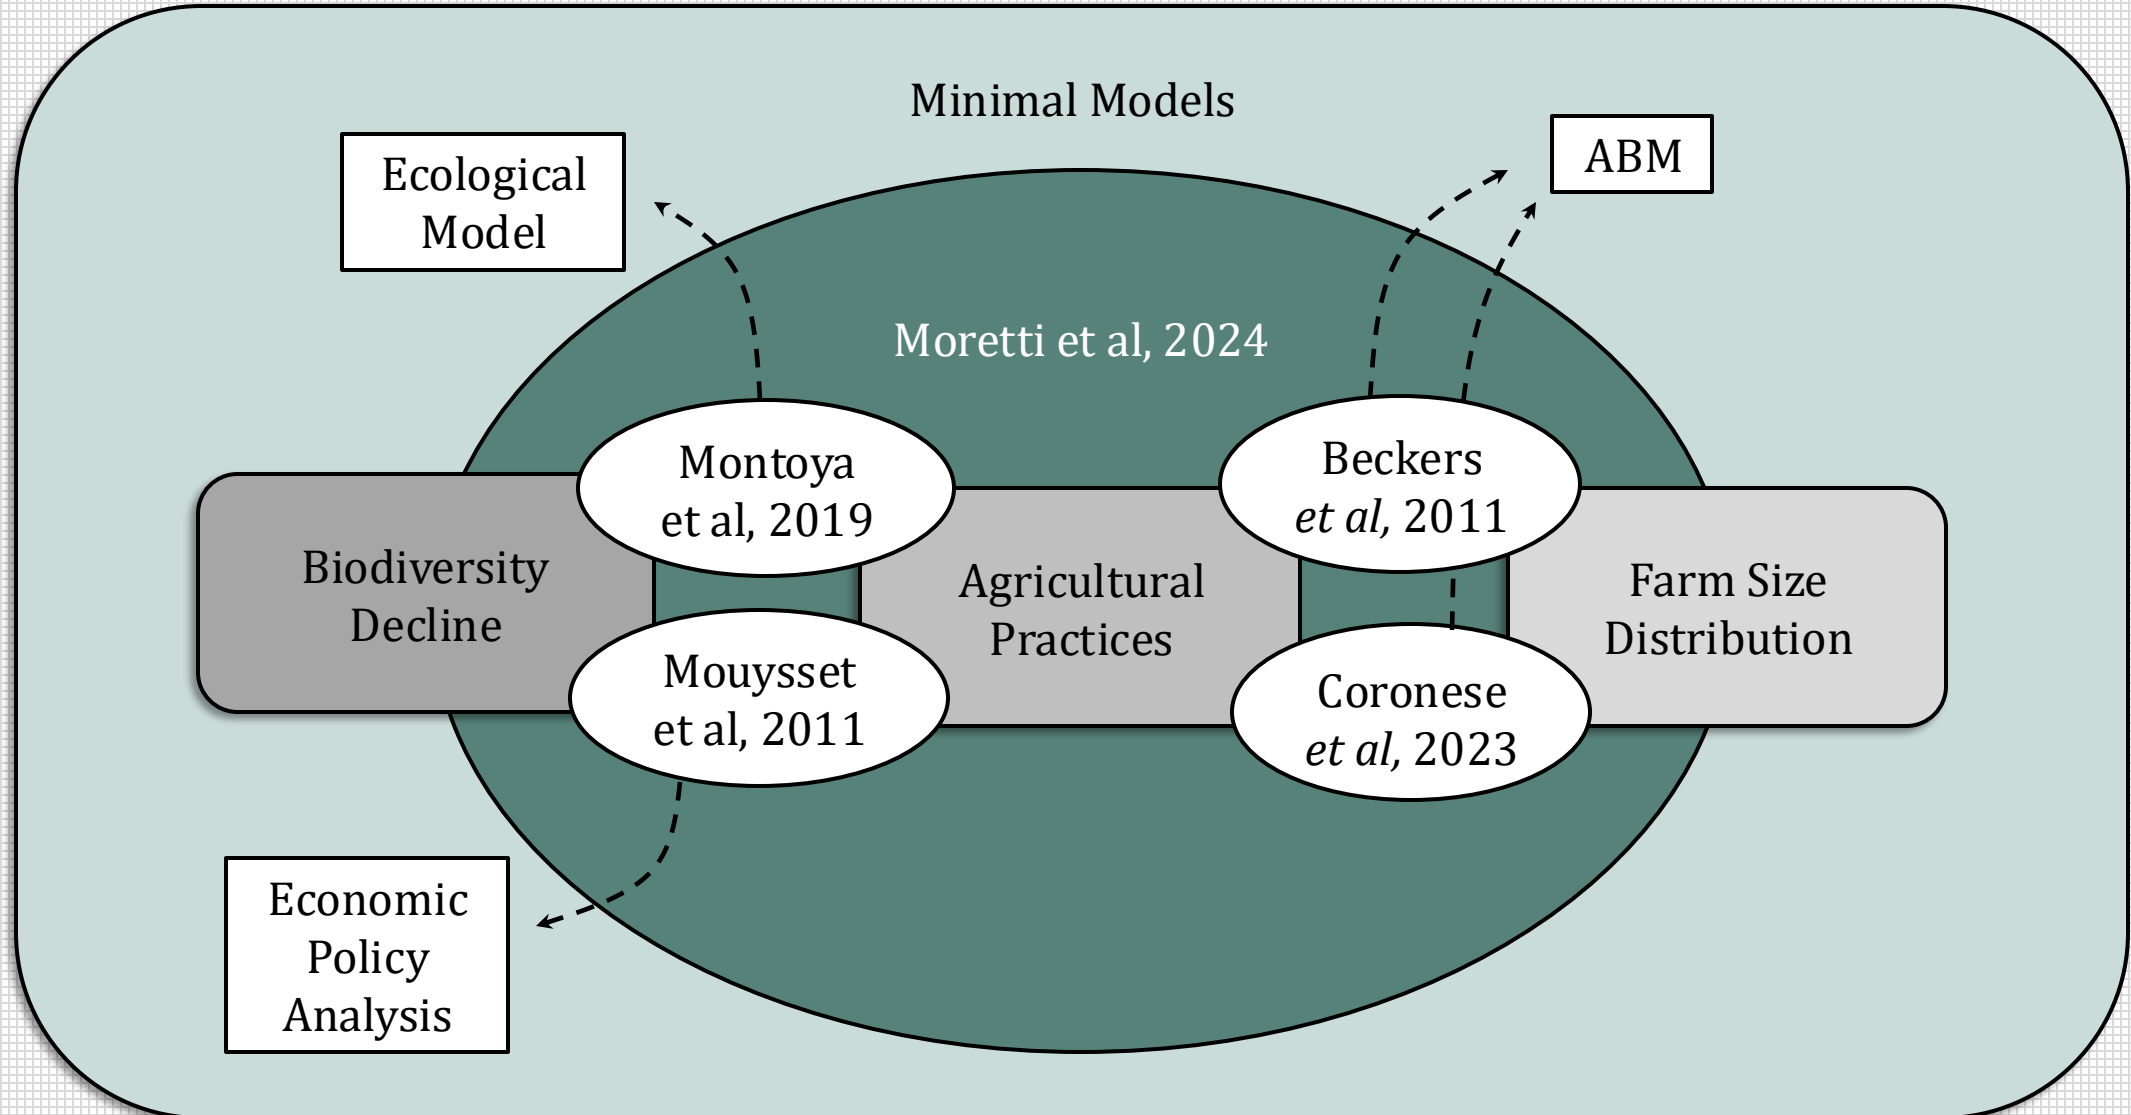 Minimal Models
Ecological
Model
ABM
Moretti et al, 2024
Montoya
et al, 2019
Beckers
et al, 2011
Biodiversity
Decline
Agricultural
Practices
Farm Size
Distribution
Mouysset
et al, 2011
Coronese
et al, 2023
Economic
Policy
Analysis